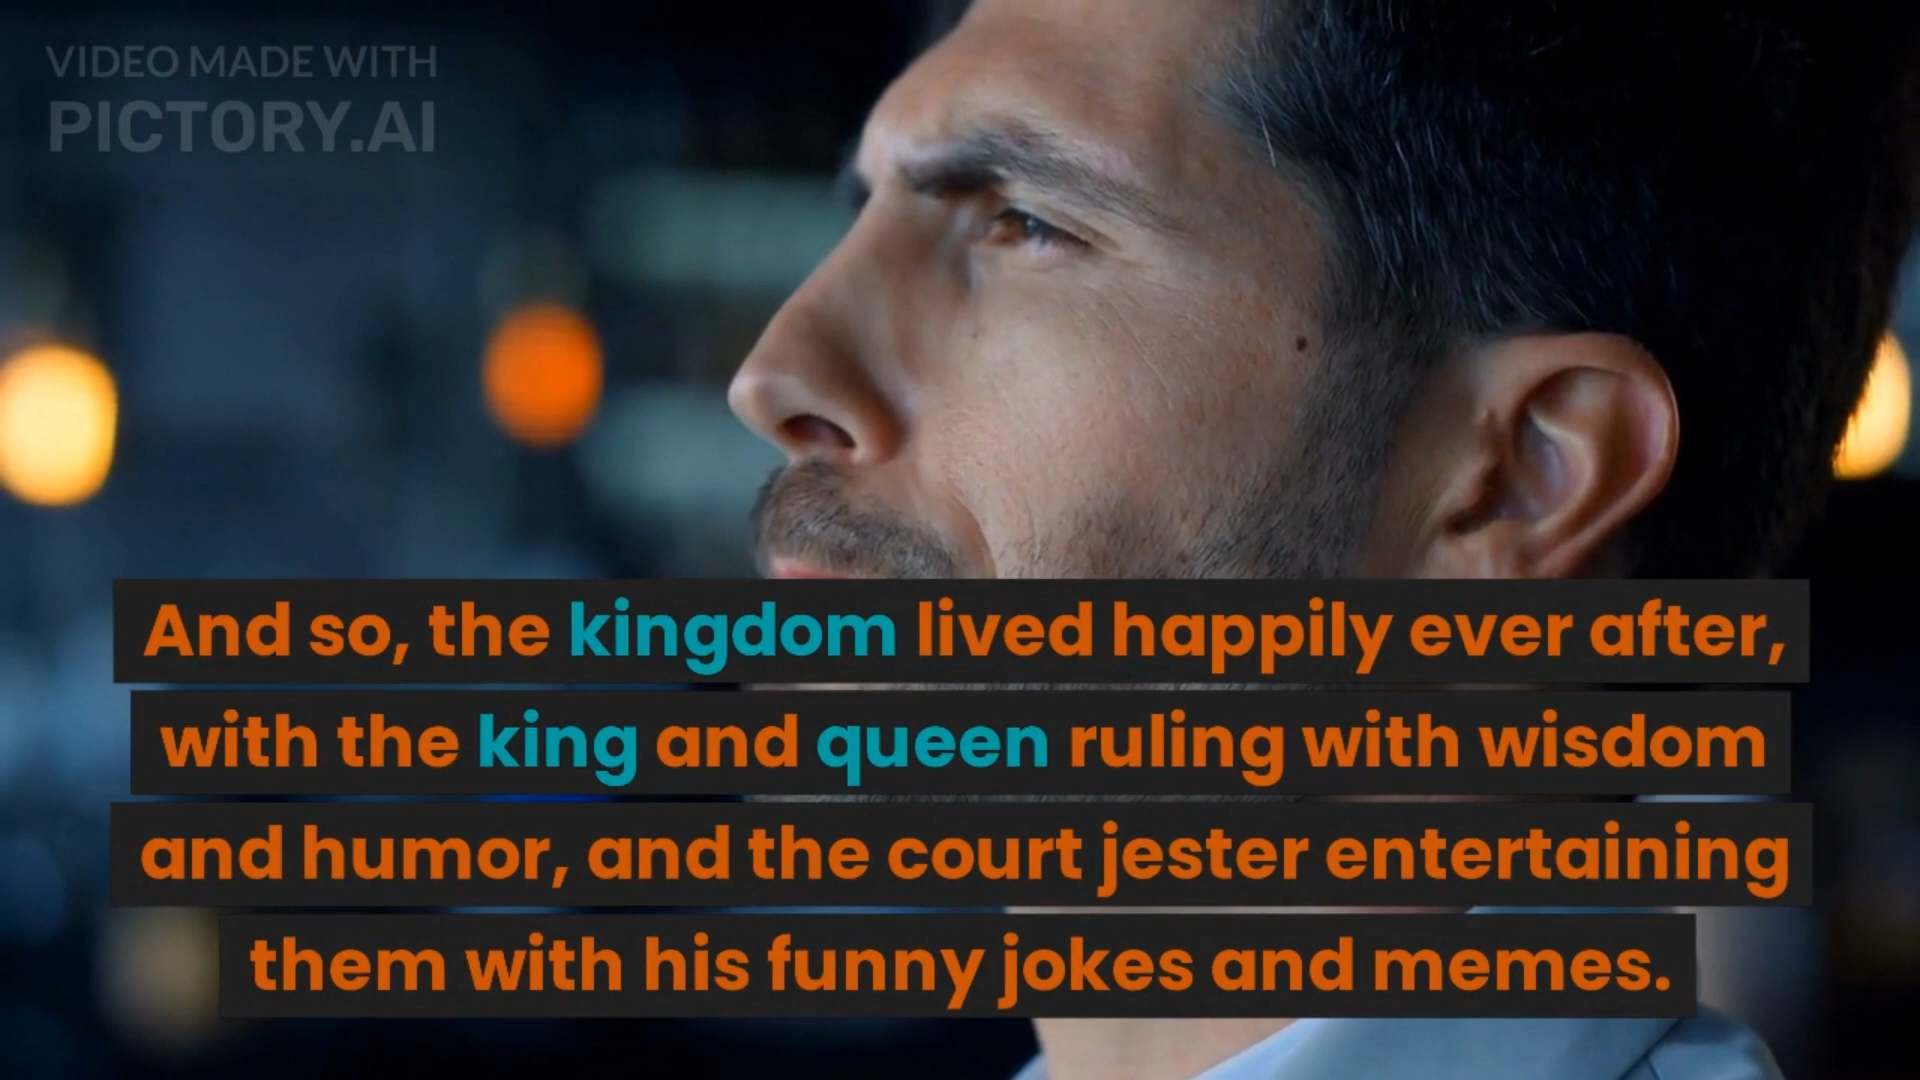 VIDEO MADE WITH
PICTORY.AI
And so, the kingdom lived happily ever after,
with the king and queen ruling with wisdom
and humor, and the court jester entertaining
them with his funny jokes and memes.